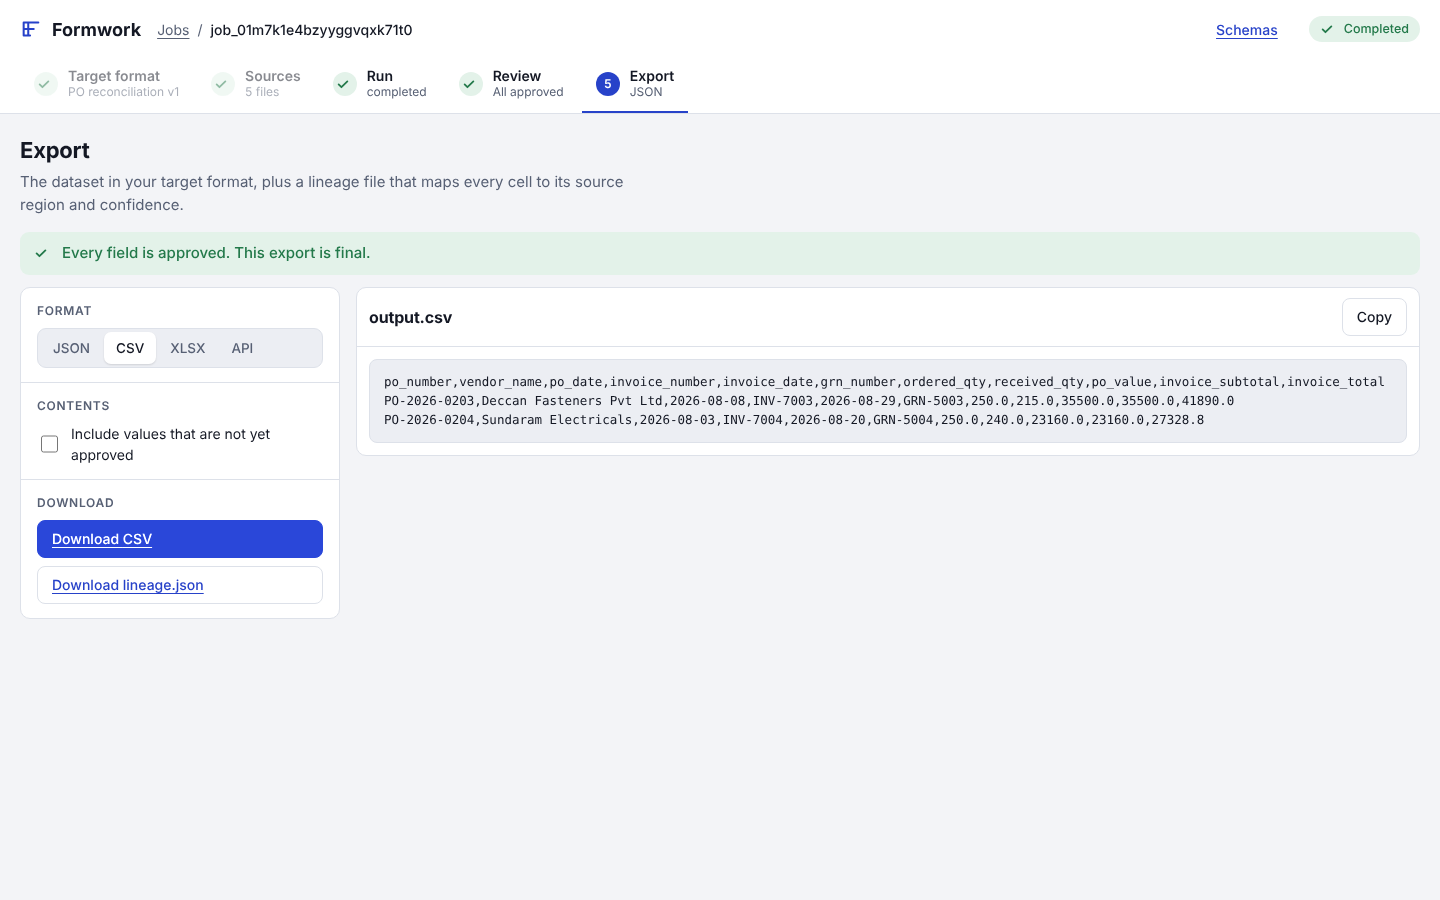 Formwork
Jobs / job_01m7k1e4bzyyggvqxk71t0
Schemas
Completed
Target format
PO reconciliation v1
Sources
5 files
Run
completed
Review
All approved
5
Export
JSON
Export
The dataset in your target format, plus a lineage file that maps every cell to its source
region and confidence.
Every field is approved. This export is final.
FORMAT
JSON CSV XLSX API
CONTENTS
Include values that are not yet
approved
DOWNLOAD
Download CSV
Download lineage.json
output.csv
Copy
po_number,vendor_name,po_date,invoice_number,invoice_date,grn_number,ordered_qty,received_qty,po_value,invoice_subtotal,invoice_total
PO-2026-0203,Deccan Fasteners Pvt Ltd,2026-08-08,INV-7003,2026-08-29,GRN-5003,250.0,215.0,35500.0,35500.0,41890.0
PO-2026-0204,Sundaram Electricals,2026-08-03,INV-7004,2026-08-20,GRN-5004,250.0,240.0,23160.0,23160.0,27328.8